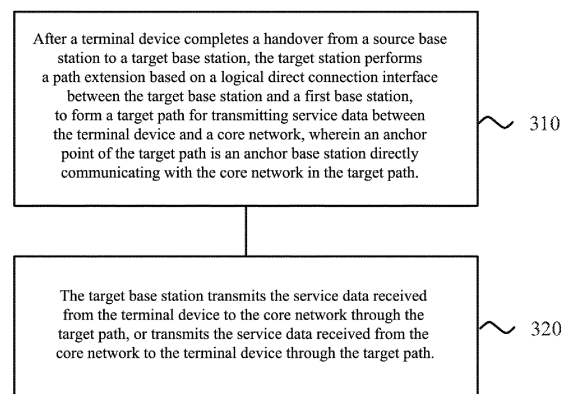 After a terminal device completes a handover from a source base
station to a target base station, the target station performs
a path extension based on a logical direct connection interface
between the target base station and a first base station,
to form a target path for transmitting service data between
the terminal device and a core network, wherein an anchor
point of the target path is an anchor base station directly
communicating with the core network in the target path.
310
The target base station transmits the service data received
from the terminal device to the core network through the
target path, or transmits the service data received from the
core network to the terminal device through the target path.
320